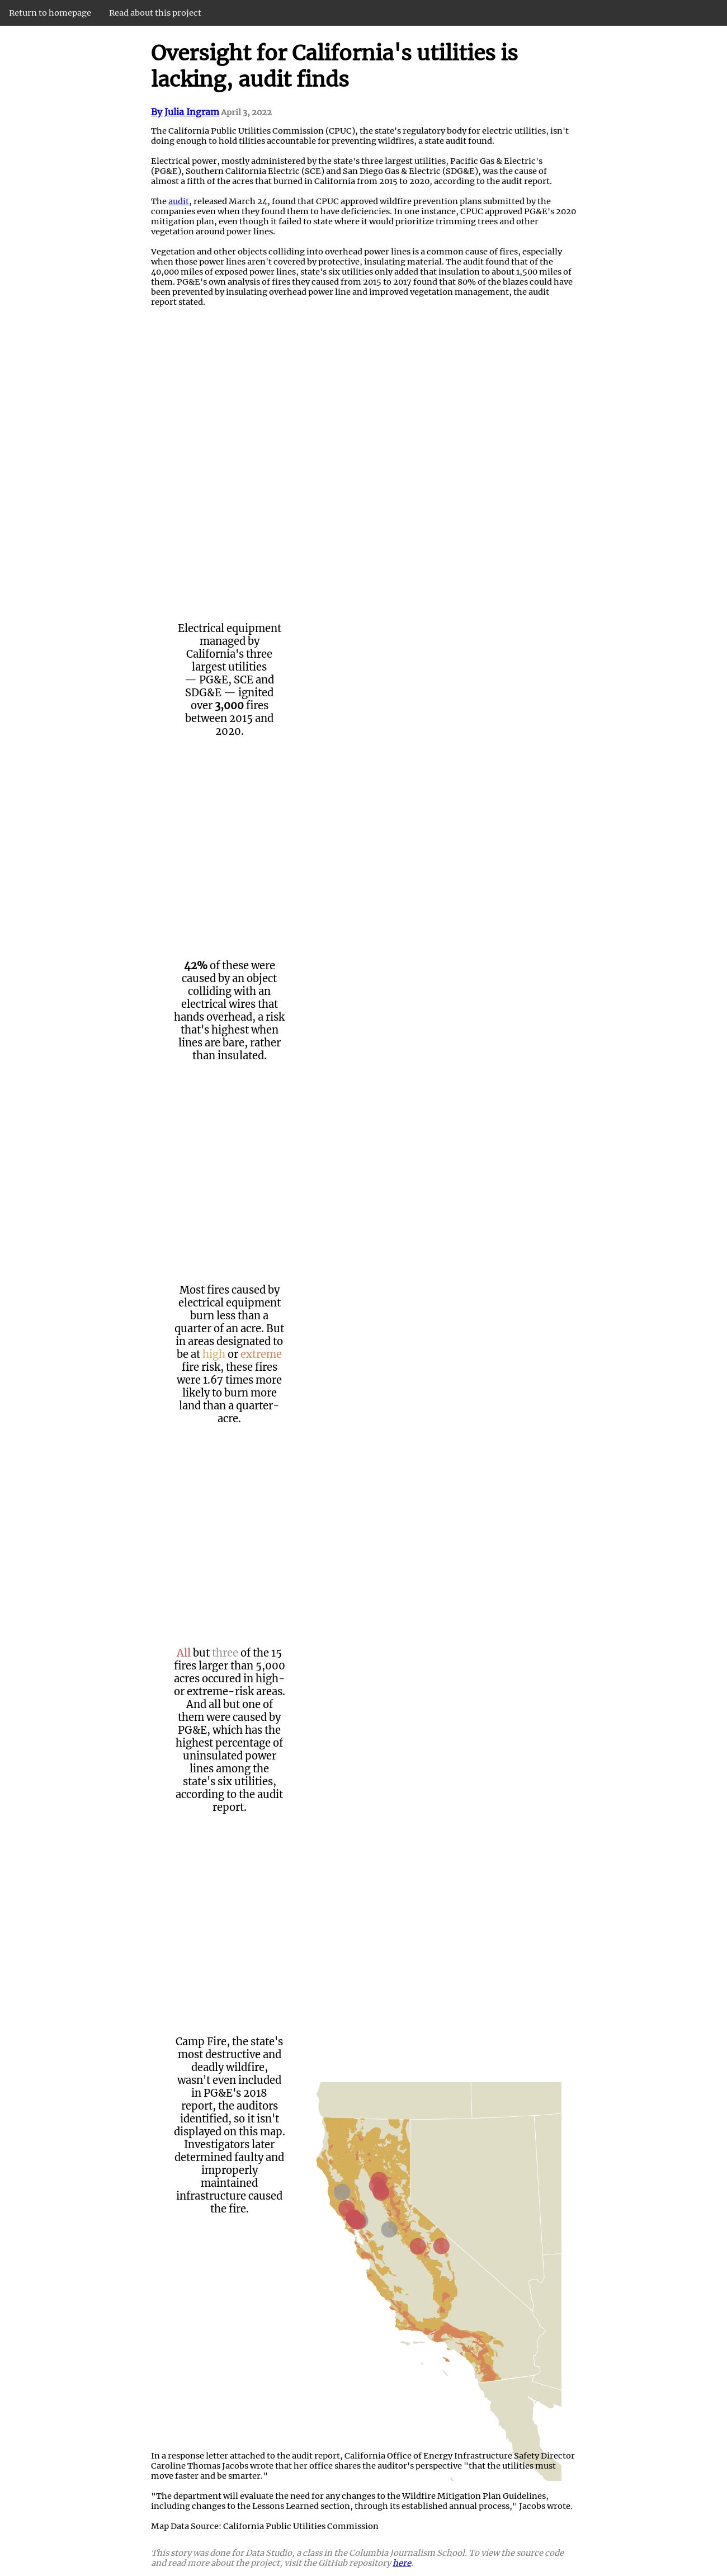 Return to homepage Read about this project
Oversight for California's utilities is
lacking, audit finds
By Julia Ingram April 3, 2022
The California Public Utilities Commission (CPUC), the state's regulatory body for electric utilities, isn't
doing enough to hold tilities accountable for preventing wildfires, a state audit found.
Electrical power, mostly administered by the state's three largest utilities, Pacific Gas & Electric's
(PG&E), Southern California Electric (SCE) and San Diego Gas & Electric (SDG&E), was the cause of
almost a fifth of the acres that burned in California from 2015 to 2020, according to the audit report.
The audit, released March 24, found that CPUC approved wildfire prevention plans submitted by the
companies even when they found them to have deficiencies. In one instance, CPUC approved PG&E's 2020
mitigation plan, even though it failed to state where it would prioritize trimming trees and other
vegetation around power lines.
Vegetation and other objects colliding into overhead power lines is a common cause of fires, especially
when those power lines aren't covered by protective, insulating material. The audit found that of the
40,000 miles of exposed power lines, state's six utilities only added that insulation to about 1,500 miles of
them. PG&E's own analysis of fires they caused from 2015 to 2017 found that 80% of the blazes could have
been prevented by insulating overhead power line and improved vegetation management, the audit
report stated.
Electrical equipment
managed by
California's three
largest utilities
— PG&E, SCE and
SDG&E — ignited
over 3,000 fires
between 2015 and
2020.
42% of these were
caused by an object
colliding with an
electrical wires that
hands overhead, a risk
that's highest when
lines are bare, rather
than insulated.
Most fires caused by
electrical equipment
burn less than a
quarter of an acre. But
in areas designated to
be at high or extreme
fire risk, these fires
were 1.67 times more
likely to burn more
land than a quarter-
acre.
All but three of the 15
fires larger than 5,000
acres occured in high-
or extreme-risk areas.
And all but one of
them were caused by
PG&E, which has the
highest percentage of
uninsulated power
lines among the
state's six utilities,
according to the audit
report.
Camp Fire, the state's
most destructive and
deadly wildfire,
wasn't even included
in PG&E's 2018
report, the auditors
identified, so it isn't
displayed on this map.
Investigators later
determined faulty and
improperly
maintained
infrastructure caused
the fire.
In a response letter attached to the audit report, California Office of Energy Infrastructure Safety Director
Caroline Thomas Jacobs wrote that her office shares the auditor's perspective "that the utilities must
move faster and be smarter."
"The department will evaluate the need for any changes to the Wildfire Mitigation Plan Guidelines,
including changes to the Lessons Learned section, through its established annual process," Jacobs wrote.
Map Data Source: California Public Utilities Commission
This story was done for Data Studio, a class in the Columbia Journalism School. To view the source code
and read more about the project, visit the GitHub repository here.